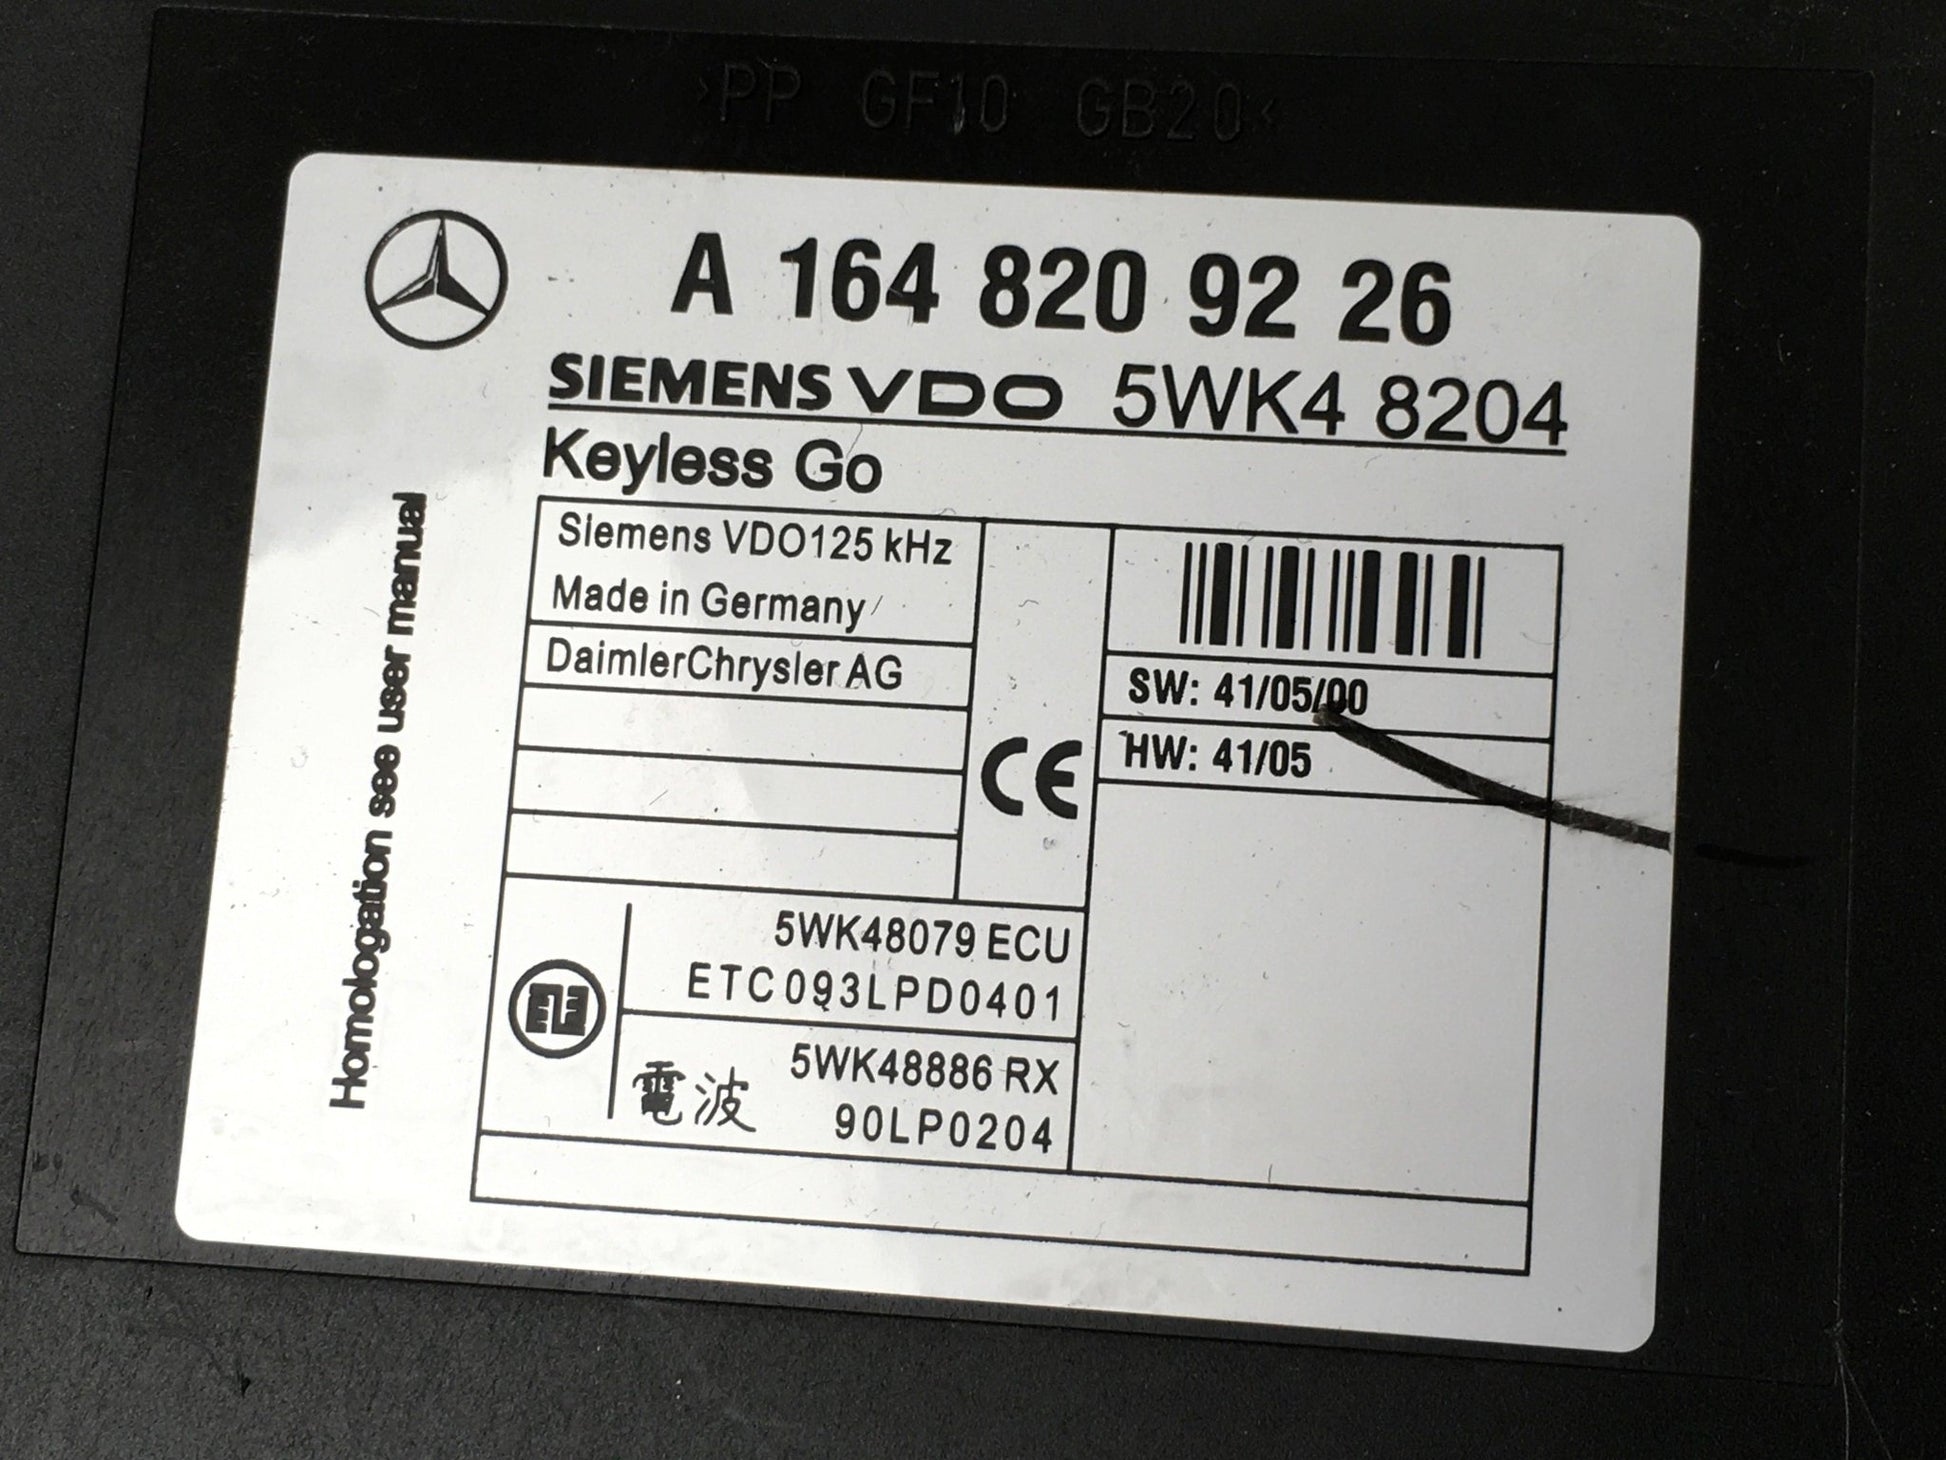 >PP GF10 GB20<
A 164 820 92 26
SIEMENS VDO 5WK4 8204
Keyless Go
Siemens VDO125 kHz
Made in Germany
DaimlerChrysler AG
CE
SW: 41/05/00
HW: 41/05
5WK48079 ECU
ETC093LPD0401
電波
5WK48886 RX
90LP0204
Homologation see user manual